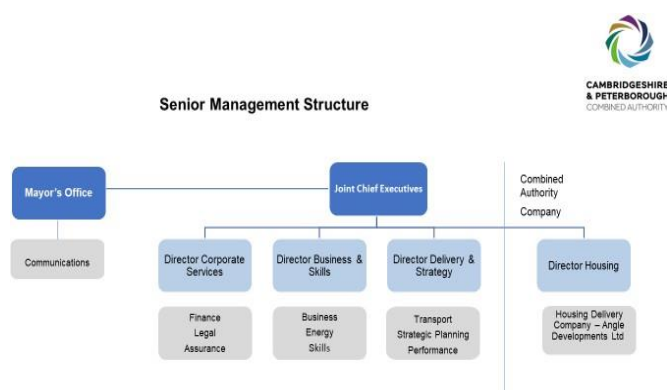 CAMBRIDGESHIRE
& PETERBOROUGH
COMBINED AUTHORITY
Senior Management Structure
Mayor's Office
Joint Chief Executives
Combined
Authority
Company
Communications
Director Corporate
Services
Director Business &
Skills
Director Delivery &
Strategy
Director Housing
Finance
Legal
Assurance
Business
Energy
Skills
Transport
Strategic Planning
Performance
Housing Delivery
Company – Angle
Developments Ltd